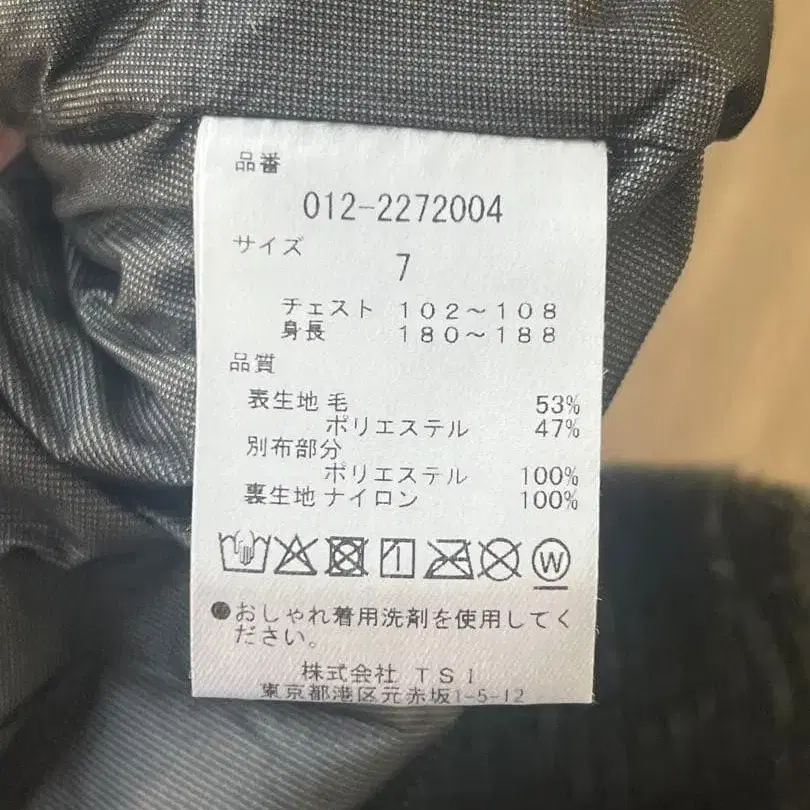 品番
012-2272004
サイズ
7
チェスト 102~108
身長 180~188
品質
表生地 毛 53%
ポリエステル 47%
別布部分
ポリエステル 100%
裏生地 ナイロン 100%
W
●おしゃれ着用洗剤を使用してく
ださい。
株式会社 TSI
東京都港区元赤坂1-5-12